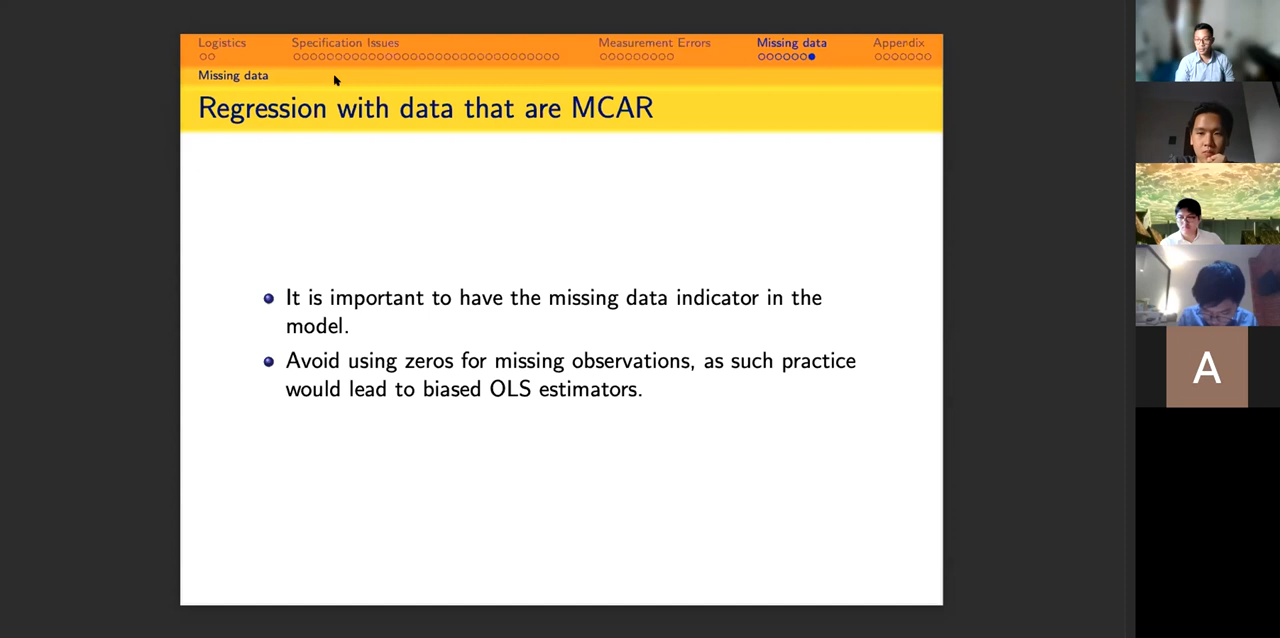 Logistics
Specification Issues
Measurement Errors
Missing data
Appendix
Missing data
Regression with data that are MCAR
It is important to have the missing data indicator in the
model.
Avoid using zeros for missing observations, as such practice
would lead to biased OLS estimators.
A